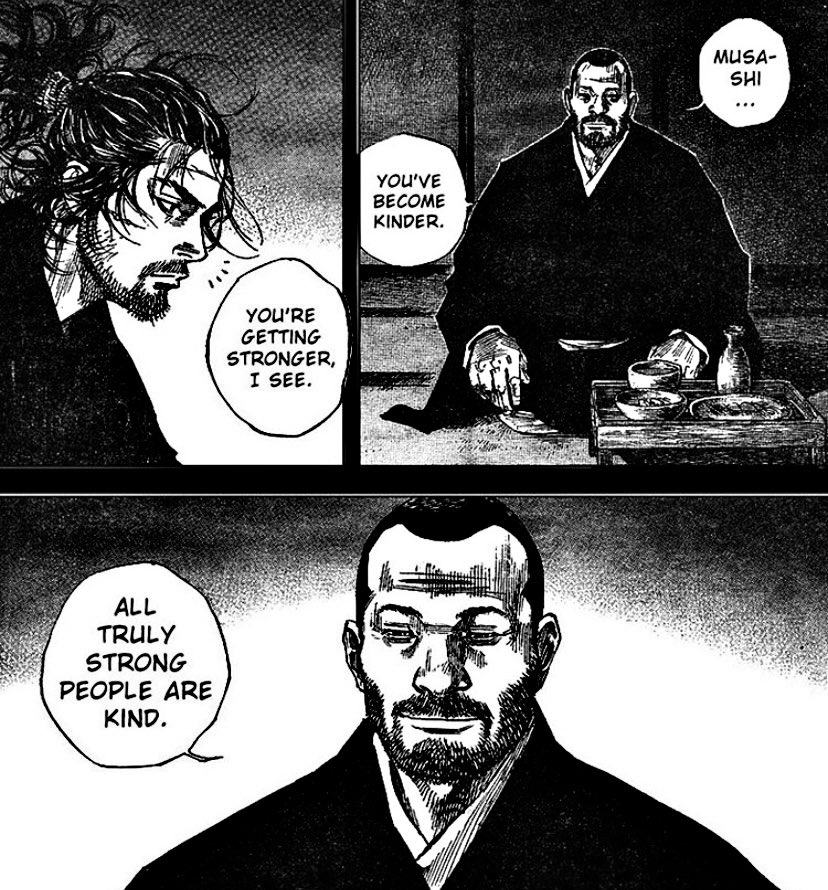 MUSA-
SHI
...
YOU'VE
BECOME
KINDER.
YOU'RE
GETTING
STRONGER,
I SEE.
ALL
TRULY
STRONG
PEOPLE ARE
KIND.